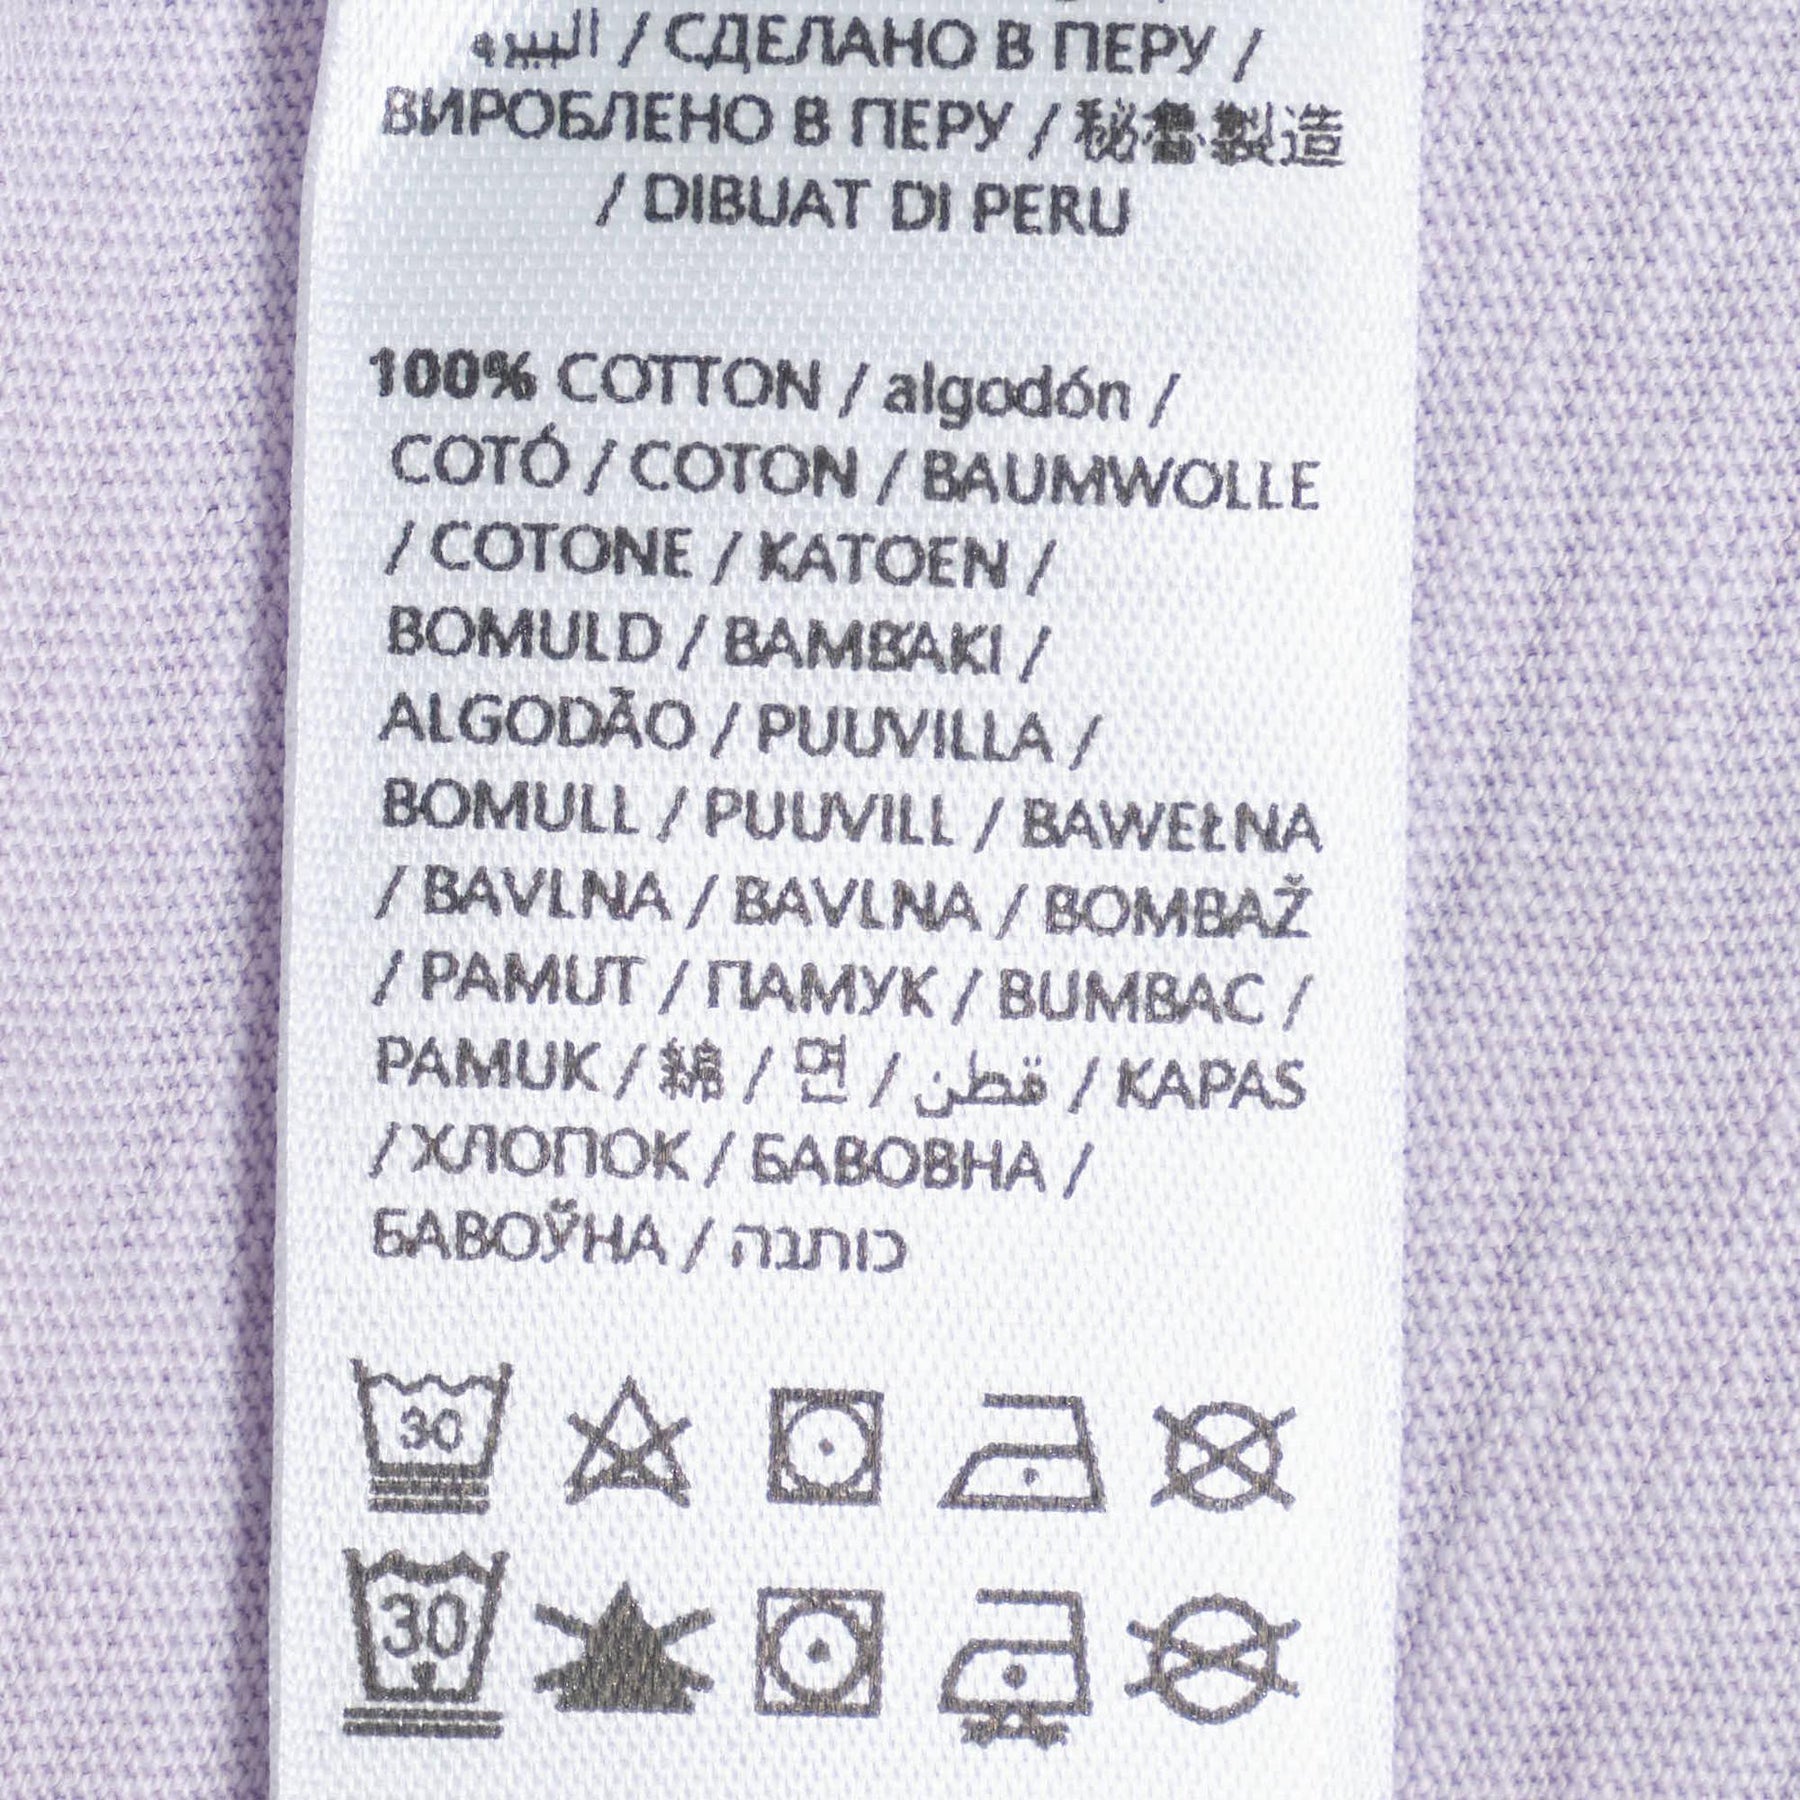 / СДЕЛАНО В ПЕРУ /
ВИРОБЛЕНО В ПЕРУ / 秘魯製造
/ DIBUAT DI PERU
100% COTTON / algodón /
COTÓ / COTON / BAUMWOLLE
/ COTONE / KATOEN /
BOMULD / BAMBAKI /
ALGODÃO / PUUVILLA /
BOMULL / PUUVILL / BAWEŁNA
/ BAVLNA / BAVLNA / BOMBAŽ
/ PAMUT / ПАМУК / BUMBAC /
PAMUK / 綿 / 면 / قطن / KAPAS
/ ХЛОПОК / БАВОВНА /
БАВОЎНА / כותנה
30
30